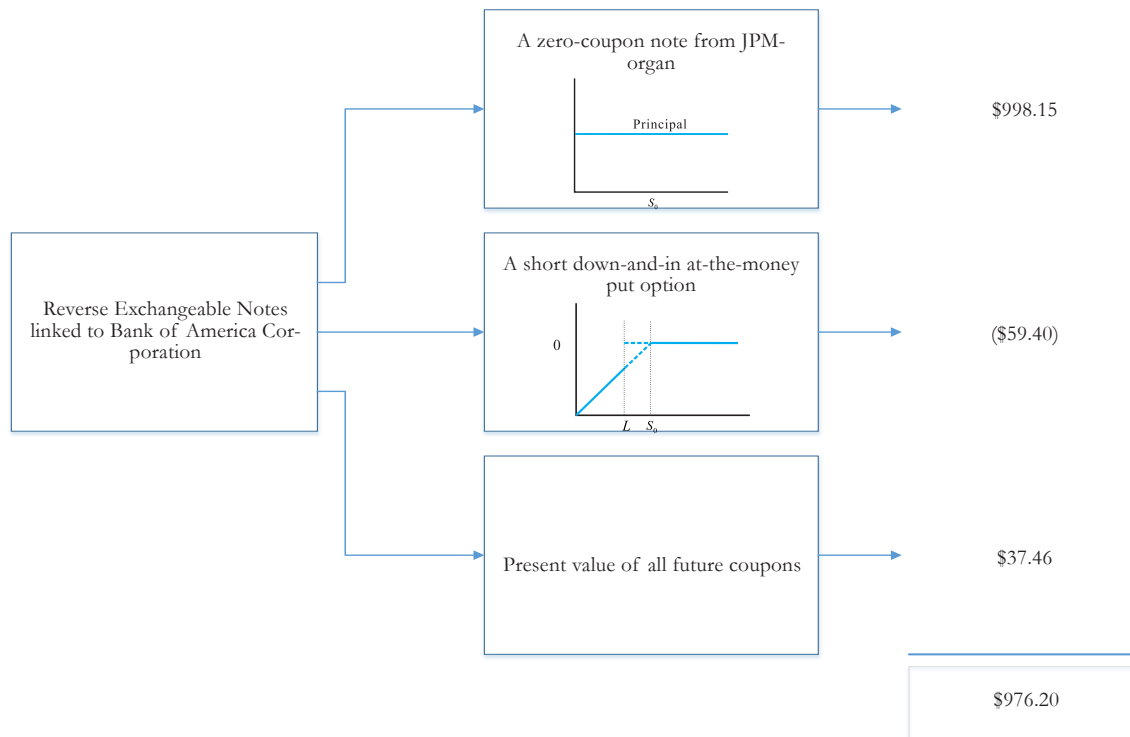 A zero-coupon note from JPM-
organ
Principal
S₀
$998.15
Reverse Exchangeable Notes
linked to Bank of America Cor-
poration
A short down-and-in at-the-money
put option
0
L S₀
($59.40)
Present value of all future coupons
$37.46
$976.20